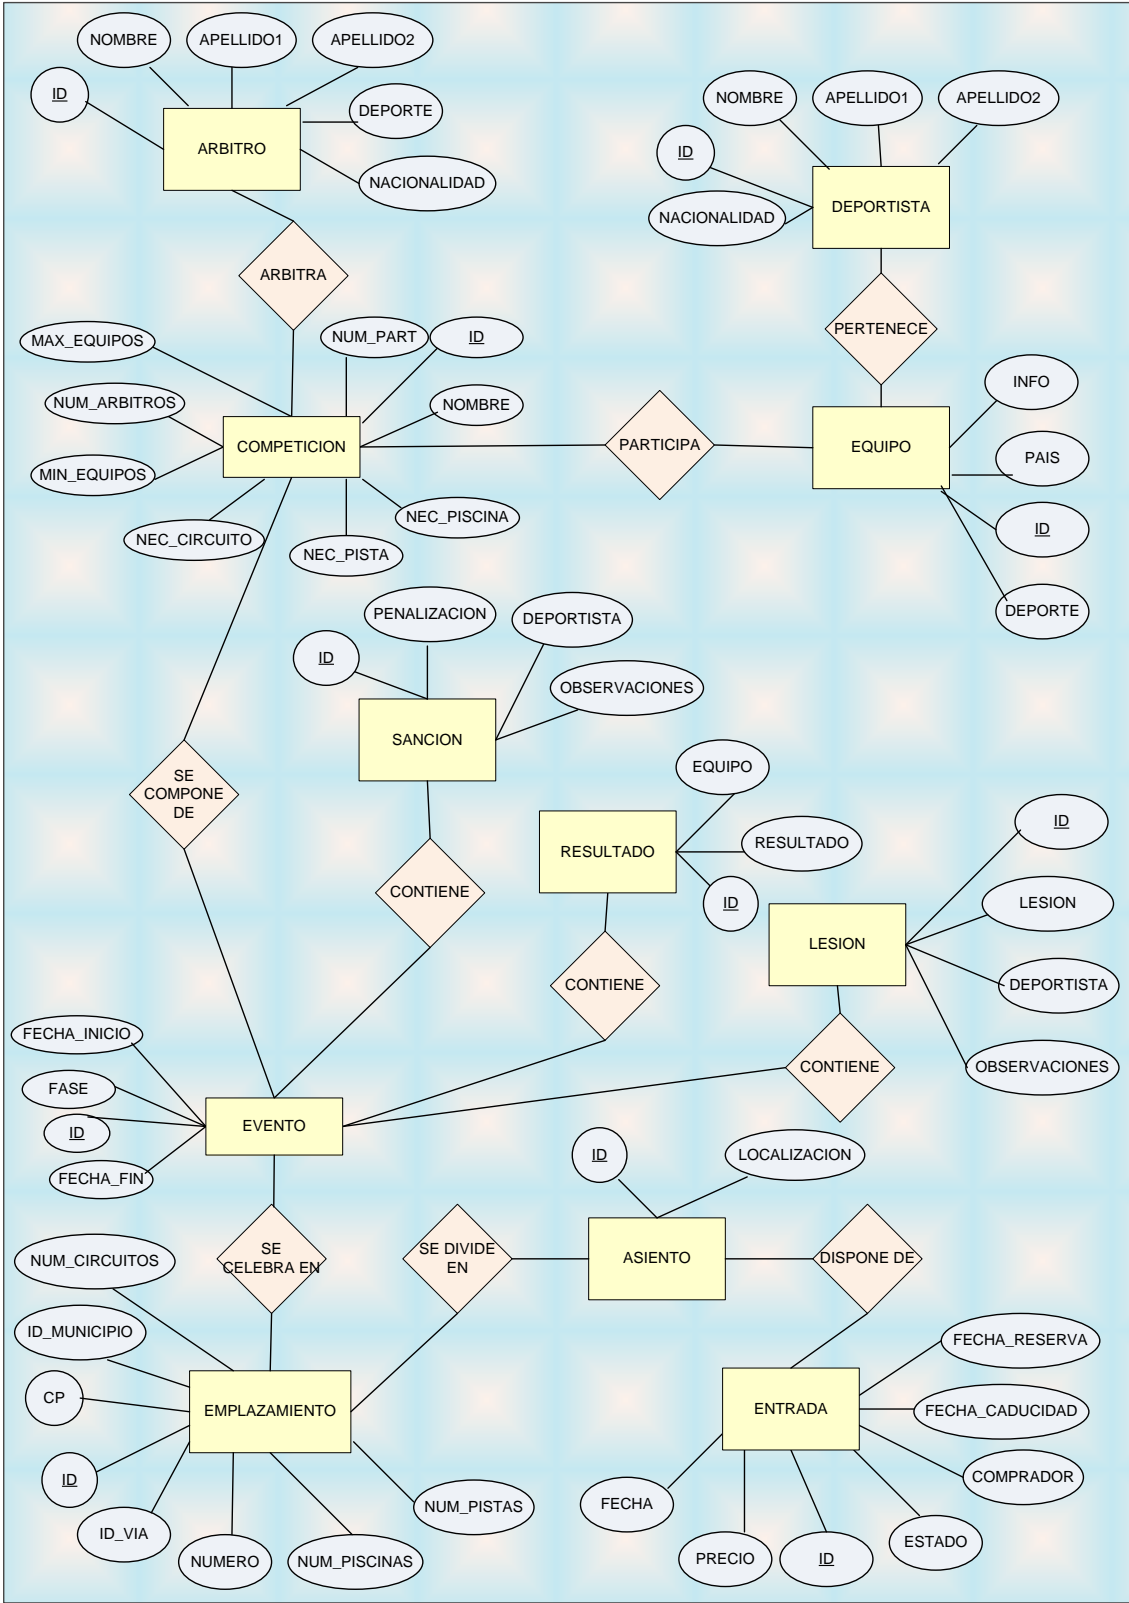 NOMBRE
APELLIDO1
APELLIDO2
ID
DEPORTE
ARBITRO
NACIONALIDAD
NOMBRE
APELLIDO1
APELLIDO2
ID
NACIONALIDAD
DEPORTISTA
ARBITRA
PERTENECE
MAX_EQUIPOS
NUM_PART
ID
NUM_ARBITROS
NOMBRE
COMPETICION
MIN_EQUIPOS
NEC_CIRCUITO
NEC_PISTA
NEC_PISCINA
PARTICIPA
INFO
EQUIPO
PAIS
ID
DEPORTE
PENALIZACION
DEPORTISTA
ID
OBSERVACIONES
SANCION
SE
COMPONE
DE
EQUIPO
RESULTADO
RESULTADO
ID
CONTIENE
ID
LESION
LESION
DEPORTISTA
OBSERVACIONES
CONTIENE
CONTIENE
FECHA_INICIO
FASE
ID
FECHA_FIN
EVENTO
ID
LOCALIZACION
SE
CELEBRA EN
SE DIVIDE
EN
ASIENTO
DISPONE DE
NUM_CIRCUITOS
ID_MUNICIPIO
CP
EMPLAZAMIENTO
ID
ID_VIA
NUMERO
NUM_PISCINAS
NUM_PISTAS
FECHA_RESERVA
ENTRADA
FECHA_CADUCIDAD
COMPRADOR
FECHA
PRECIO
ID
ESTADO